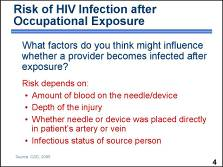 Risk of HIV Infection after
Occupational Exposure
What factors do you think might influence
whether a provider becomes infected after
exposure?
Risk depends on:
• Amount of blood on the needle/device
• Depth of the injury
• Whether needle or device was placed directly
in patient's artery or vein
• Infectious status of source person
Source: CDC, 2005
4